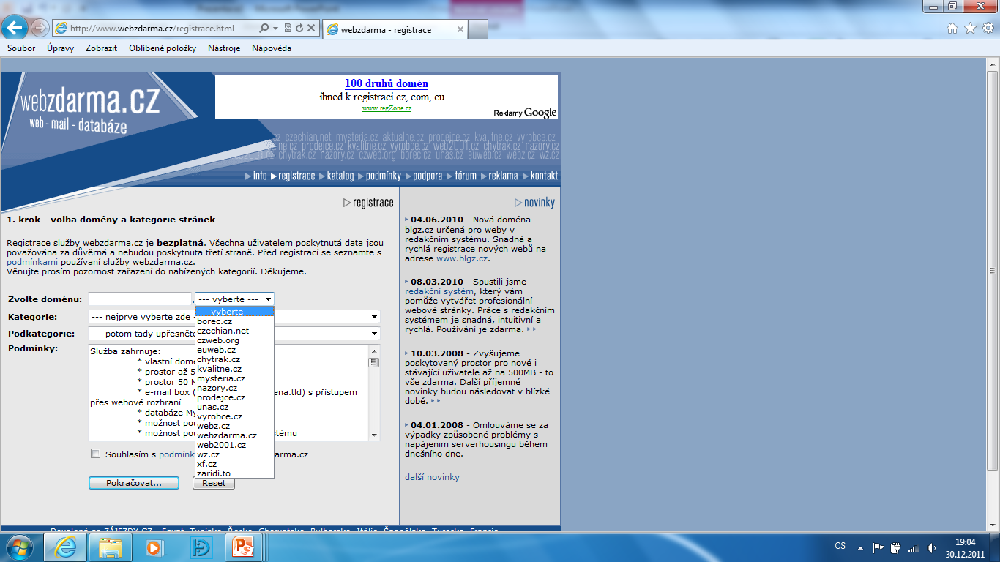 http://www.webzdarma.cz/registrace.html
webzdarma - registrace
Soubor Úpravy Zobrazit Oblíbené položky Nástroje Nápověda
webzdarma.cz
web - mail - databáze
100 druhů domén
ihned k registraci cz, com, eu...
www.regZone.cz
Reklamy Google
cz czechian.net mysteria.cz aktualne.cz prodejce.cz kvalitne.cz vyrobce.cz
alne.cz prodejce.cz kvalitne.cz vyrobce.cz web2001.cz chytrak.cz nazory.cz
web2001.cz chytrak.cz nazory.cz czweb.org borec.cz unas.cz euweb.cz webz.cz wz.cz
info registrace katalog podmínky podpora fórum reklama kontakt
registrace
1. krok - volba domény a kategorie stránek
Registrace služby webzdarma.cz je bezplatná. Všechna uživatelem poskytnutá data jsou
považována za důvěrná a nebudou poskytnuta třetí straně. Před registrací se seznamte s
podmínkami používaní služby webzdarma.cz.
Věnujte prosím pozornost zařazení do nabízených kategorií. Děkujeme.
Zvolte doménu: . --- vyberte ---
Kategorie: --- nejprve vyberte zde -
Podkategorie: --- potom tady upřesněte
Podmínky:
Služba zahrnuje:
* vlastní dom
* prostor až 5
* prostor 50 M
* e-mail box ( ena.tld) s přístupem
přes webové rozhraní
* databáze My
* možnost pou
* možnost pou stému
--- vyberte ---
borec.cz
czechian.net
czweb.org
euweb.cz
chytrak.cz
kvalitne.cz
mysteria.cz
nazory.cz
prodejce.cz
unas.cz
vyrobce.cz
webz.cz
webzdarma.cz
web2001.cz
wz.cz
xf.cz
zaridi.to
Souhlasím s podmínk darma.cz
Pokračovat... Reset
novinky
04.06.2010 - Nová doména
blgz.cz určená pro weby v
redakčním systému. Snadná a
rychlá registrace nových webů na
adrese www.blgz.cz.
08.03.2010 - Spustili jsme
redakční systém, který vám
pomůže vytvářet profesionální
webové stránky. Práce s redakčním
systémem je snadná, intuitivní a
rychlá. Používání je zdarma.
10.03.2008 - Zvyšujeme
poskytovaný prostor pro nové i
stávající uživatele až na 500MB - to
vše zdarma. Další příjemné
novinky budou následovat v blízké
době.
04.01.2008 - Omlouváme se za
výpadky způsobené problémy s
napájenim serverhousingu během
dnešního dne.
další novinky
Dovolená se ZÁJEZDY.CZ - Egypt, Tunisko, Řecko, Chorvatsko, Bulharsko, Itálie, Španělsko, Turecko, Francie
CS
19:04
30.12.2011